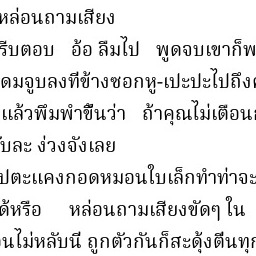 หล่อนถามเสียง
รีบตอบ อ้อ ลืมไป พูดจบเขาก็พ
ดมจูบลงที่ข้างซอกหู-เปะปะไปถึง
แล้วพึมพำขึ้นว่า ถ้าคุณไม่เตือน
ับละ ง่วงจังเลย
ปตะแคงกอดหมอนใบเล็กทำท่าจะ
ด้หรือ หล่อนถามเสียงขัดๆ ใน
นไม่หลับนี่ ถูกตัวกันก็สะดุ้งตื่นทุก